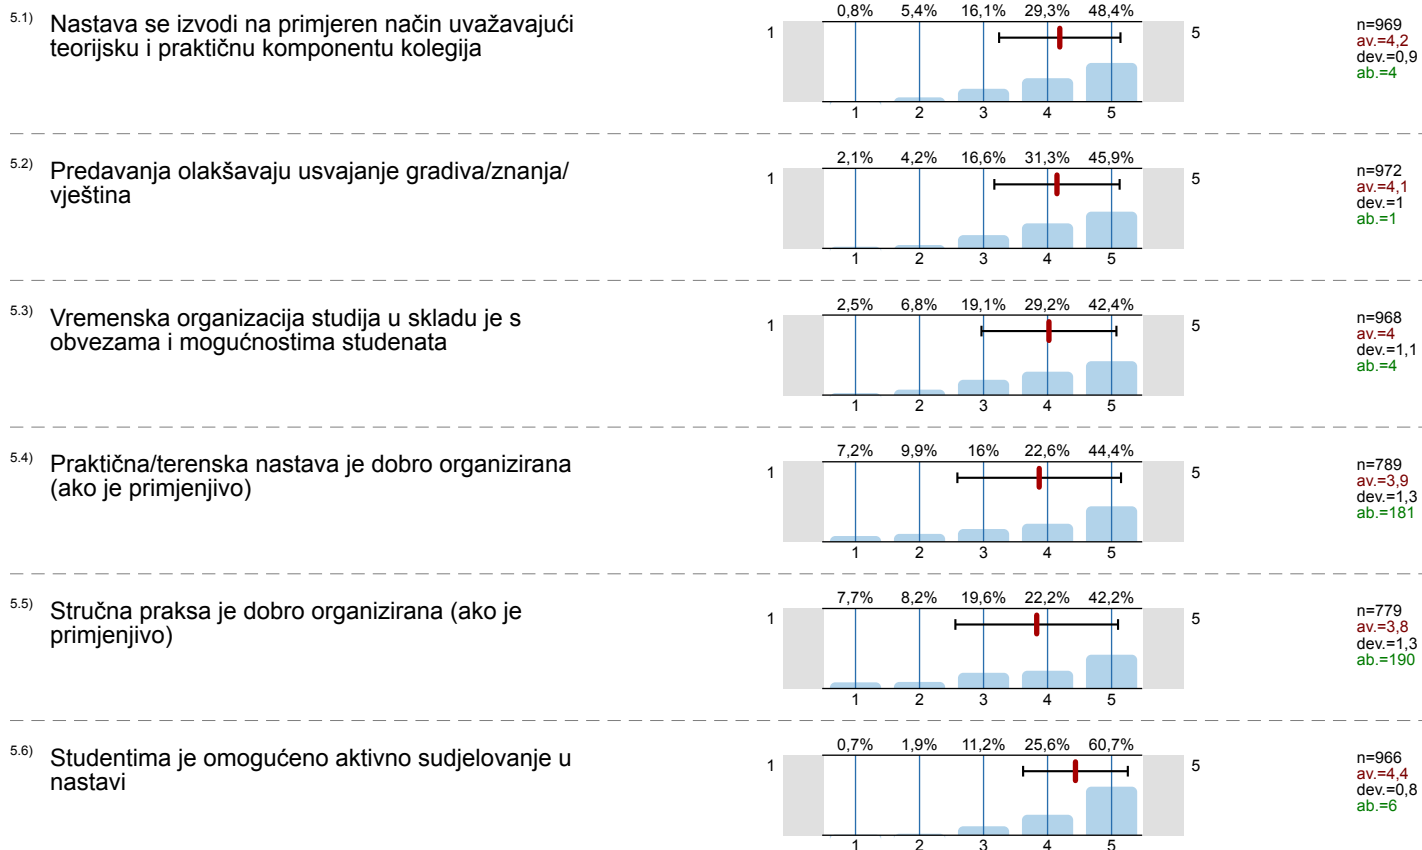 5.1) Nastava se izvodi na primjeren način uvažavajući
teorijsku i praktičnu komponentu kolegija
0,8% 5,4% 16,1% 29,3% 48,4%
1 5
1 2 3 4 5
n=969
av.=4,2
dev.=0,9
ab.=4
5.2) Predavanja olakšavaju usvajanje gradiva/znanja/
vještina
2,1% 4,2% 16,6% 31,3% 45,9%
1 5
1 2 3 4 5
n=972
av.=4,1
dev.=1
ab.=1
5.3) Vremenska organizacija studija u skladu je s
obvezama i mogućnostima studenata
2,5% 6,8% 19,1% 29,2% 42,4%
1 5
1 2 3 4 5
n=968
av.=4
dev.=1,1
ab.=4
5.4) Praktična/terenska nastava je dobro organizirana
(ako je primjenjivo)
7,2% 9,9% 16% 22,6% 44,4%
1 5
1 2 3 4 5
n=789
av.=3,9
dev.=1,3
ab.=181
5.5) Stručna praksa je dobro organizirana (ako je
primjenjivo)
7,7% 8,2% 19,6% 22,2% 42,2%
1 5
1 2 3 4 5
n=779
av.=3,8
dev.=1,3
ab.=190
5.6) Studentima je omogućeno aktivno sudjelovanje u
nastavi
0,7% 1,9% 11,2% 25,6% 60,7%
1 5
1 2 3 4 5
n=966
av.=4,4
dev.=0,8
ab.=6